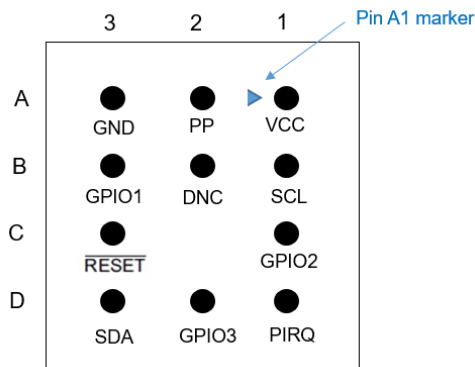 Pin A1 marker
3 2 1
A
GND PP VCC
B
GPIO1 DNC SCL
C
RESET GPIO2
D
SDA GPIO3 PIRQ